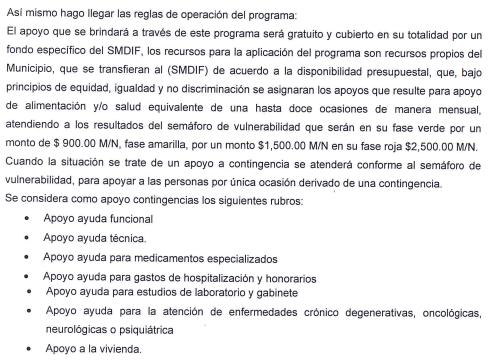 Así mismo hago llegar las reglas de operación del programa:
El apoyo que se brindará a través de este programa será gratuito y cubierto en su totalidad por un
fondo específico del SMDIF, los recursos para la aplicación del programa son recursos propios del
Municipio, que se transfieran al (SMDIF) de acuerdo a la disponibilidad presupuestal, que, bajo
principios de equidad, igualdad y no discriminación se asignaran los apoyos que resulte para apoyo
de alimentación y/o salud equivalente de una hasta doce ocasiones de manera mensual,
atendiendo a los resultados del semáforo de vulnerabilidad que serán en su fase verde por un
monto de $ 900.00 M/N, fase amarilla, por un monto $1,500.00 M/N en su fase roja $2,500.00 M/N.
Cuando la situación se trate de un apoyo a contingencia se atenderá conforme al semáforo de
vulnerabilidad, para apoyar a las personas por única ocasión derivado de una contingencia.
Se considera como apoyo contingencias los siguientes rubros:
• Apoyo ayuda funcional
• Apoyo ayuda técnica.
• Apoyo ayuda para medicamentos especializados
• Apoyo ayuda para gastos de hospitalización y honorarios
• Apoyo ayuda para estudios de laboratorio y gabinete
• Apoyo ayuda para la atención de enfermedades crónico degenerativas, oncológicas,
neurológicas o psiquiátrica
• Apoyo a la vivienda.